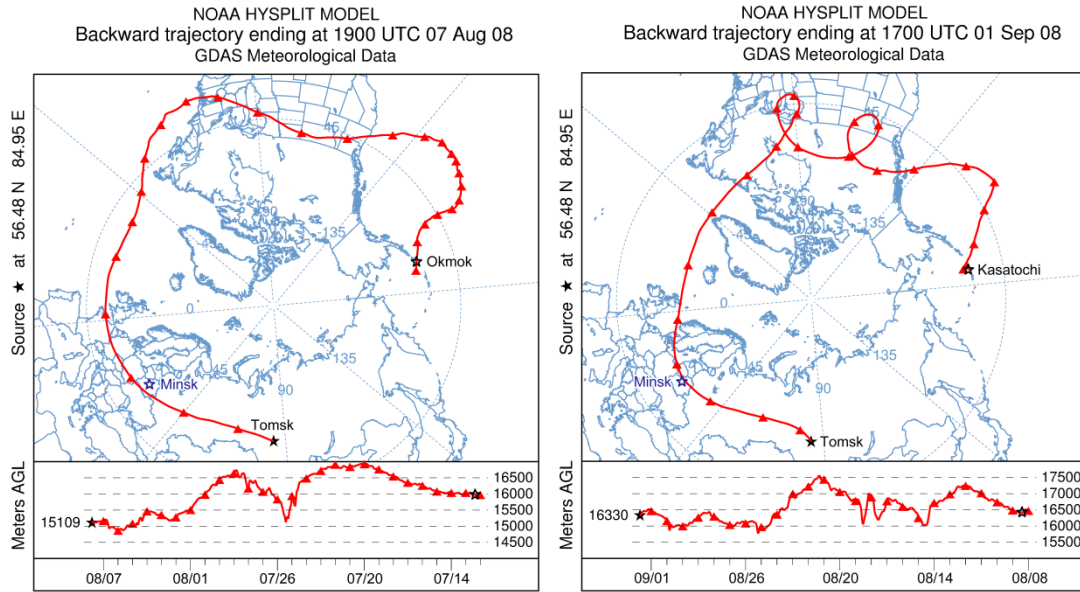 NOAA HYSPLIT MODEL
Backward trajectory ending at 1900 UTC 07 Aug 08
GDAS Meteorological Data
Source ★ at 56.48 N 84.95 E
45
90
-45
-135
0
Okmok
135
45
Minsk
90
Tomsk
Meters AGL
15109
16500
16000
15500
15000
14500
08/07 08/01 07/26 07/20 07/14
NOAA HYSPLIT MODEL
Backward trajectory ending at 1700 UTC 01 Sep 08
GDAS Meteorological Data
Source ★ at 56.48 N 84.95 E
45
-90
-45
-135
Kasatochi
0
135
Minsk
45
90
Tomsk
Meters AGL
16330
17500
17000
16500
16000
15500
09/01 08/26 08/20 08/14 08/08